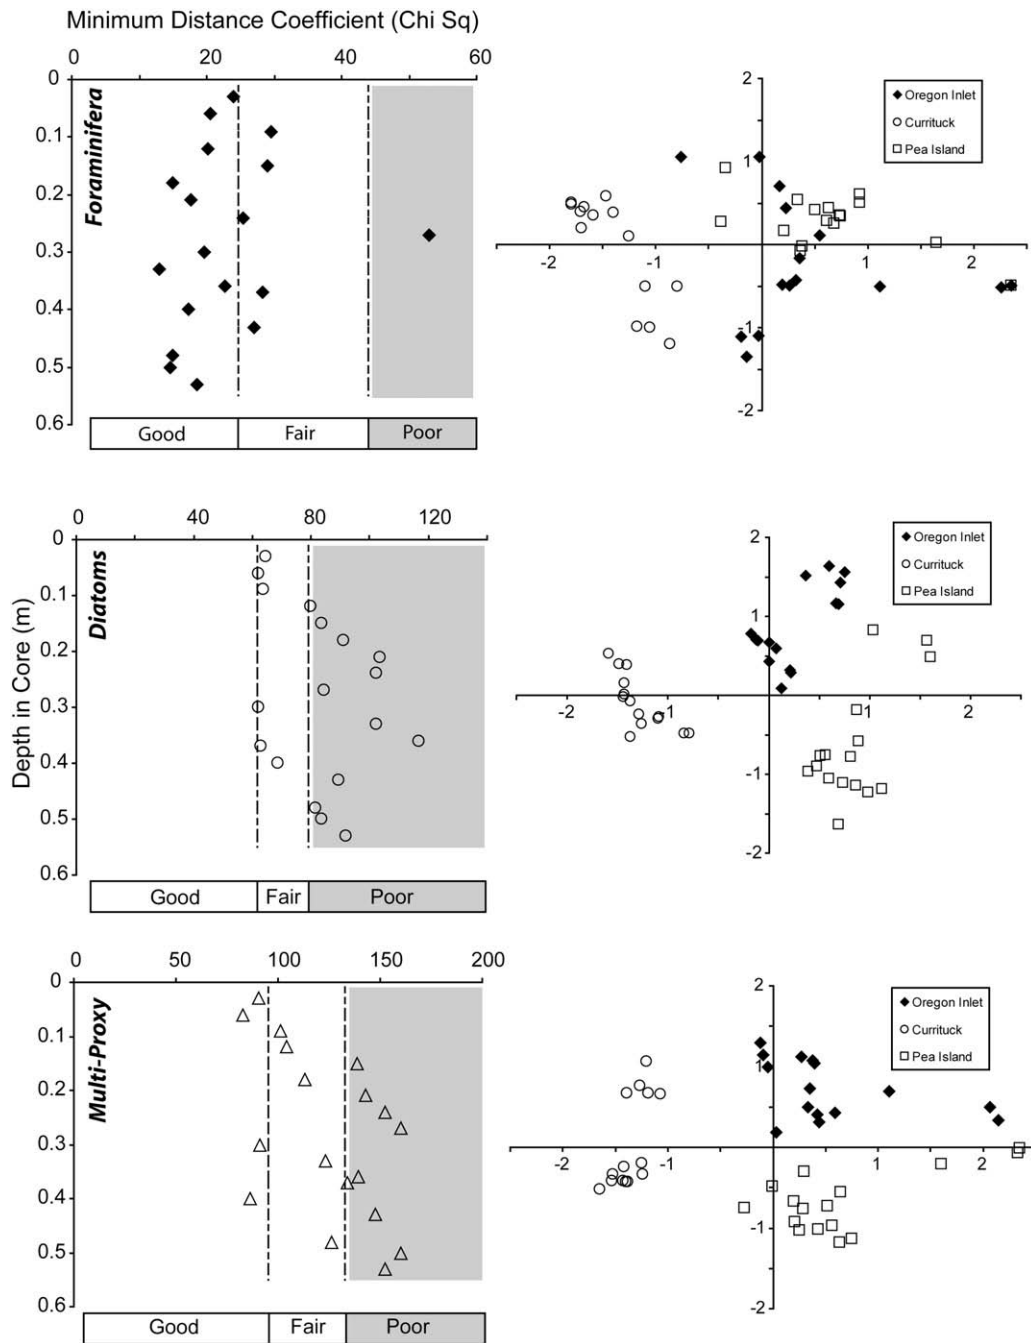 Minimum Distance Coefficient (Chi Sq)
0 20 40 60
0
0.1
0.2
0.3
0.4
0.5
0.6
Foraminifera
Good Fair Poor
2
1
-2 -1 0 1 2
-1
-2
Oregon Inlet
Currituck
Pea Island
Depth in Core (m)
0 40 80 120
0
0.1
0.2
0.3
0.4
0.5
0.6
Diatoms
Good Fair Poor
2
1
-2 -1 0 1 2
-1
-2
Oregon Inlet
Currituck
Pea Island
0 50 100 150 200
0
0.1
0.2
0.3
0.4
0.5
0.6
Multi-Proxy
Good Fair Poor
2
1
-2 -1 0 1 2
-1
-2
Oregon Inlet
Currituck
Pea Island